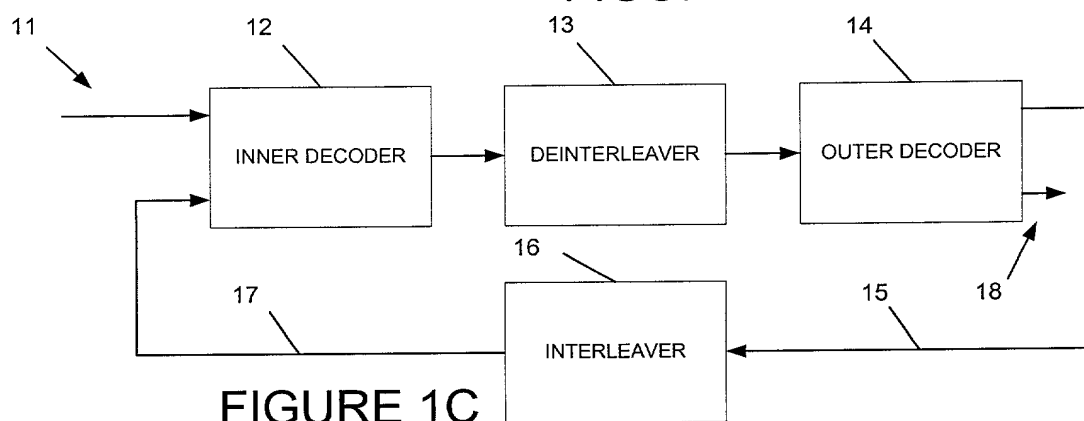 11
12
13
14
INNER DECODER
DEINTERLEAVER
OUTER DECODER
16
17
15
18
INTERLEAVER
FIGURE 1C